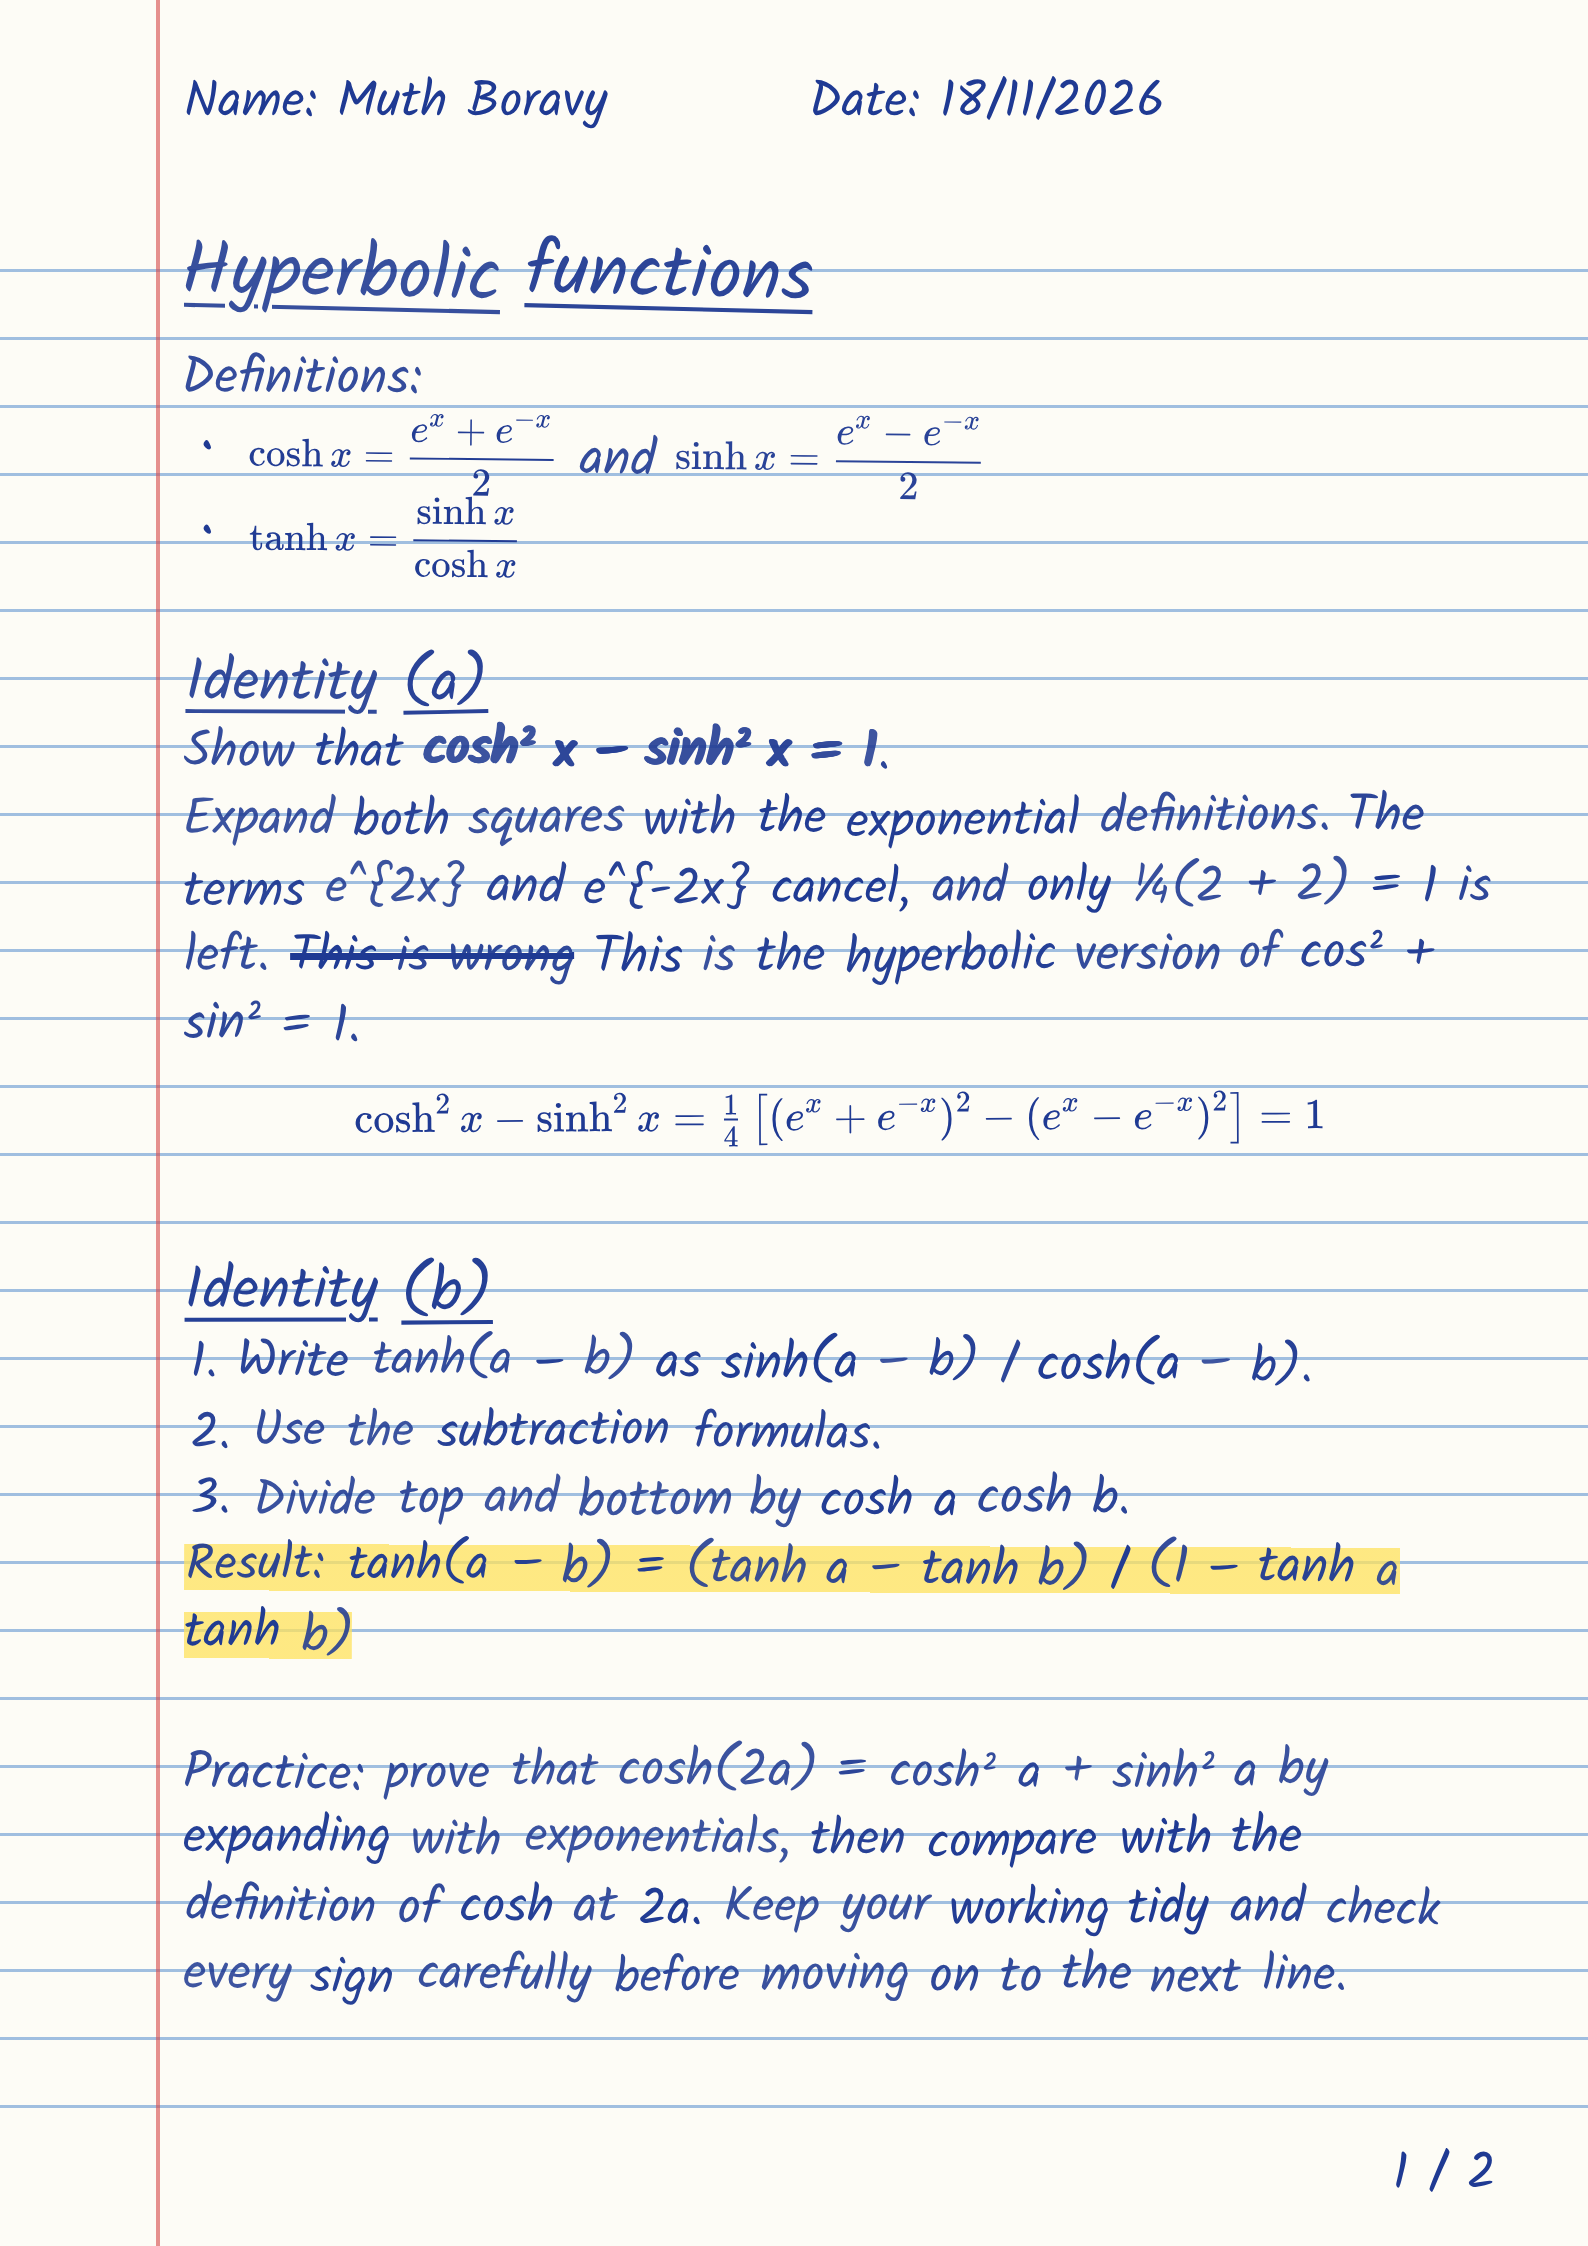 Name: Muth Boravy Date: 18/11/2026
Hyperbolic functions
Definitions:
• cosh x = (e^x + e^{-x})/2 and sinh x = (e^x − e^{-x})/2
• tanh x = sinh x / cosh x
Identity (a)
Show that cosh² x − sinh² x = 1.
Expand both squares with the exponential definitions. The
terms e^{2x} and e^{-2x} cancel, and only ¼(2 + 2) = 1 is
left. This is wrong This is the hyperbolic version of cos² +
sin² = 1.
cosh² x − sinh² x = 1/4 [(e^x + e^{-x})² − (e^x − e^{-x})²] = 1
Identity (b)
1. Write tanh(a − b) as sinh(a − b) / cosh(a − b).
2. Use the subtraction formulas.
3. Divide top and bottom by cosh a cosh b.
Result: tanh(a − b) = (tanh a − tanh b) / (1 − tanh a
tanh b)
Practice: prove that cosh(2a) = cosh² a + sinh² a by
expanding with exponentials, then compare with the
definition of cosh at 2a. Keep your working tidy and check
every sign carefully before moving on to the next line.
1 / 2